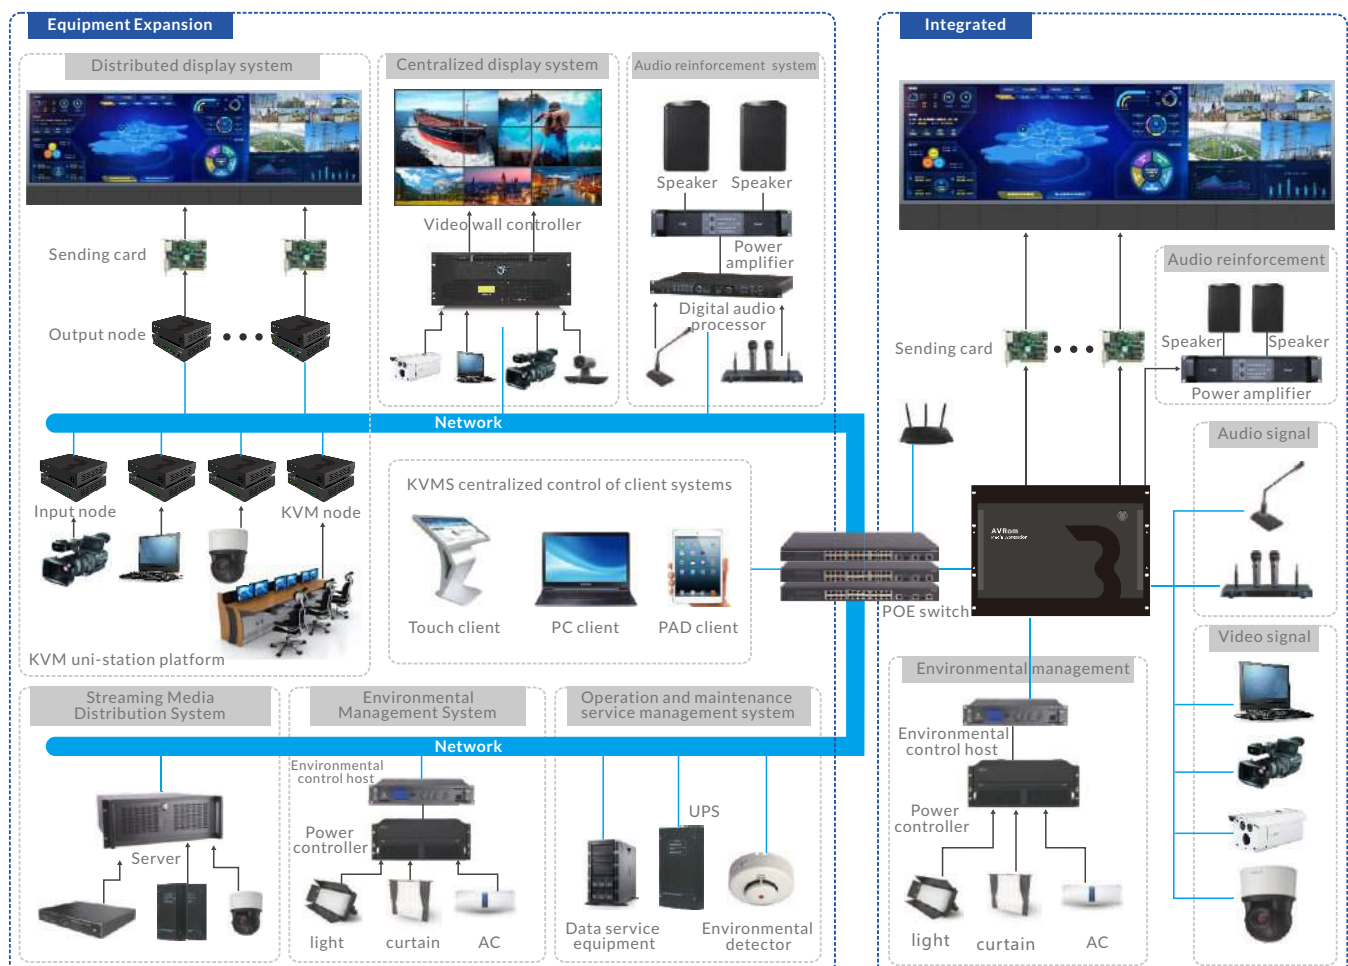 Equipment Expansion
Distributed display system
Centralized display system
Audio reinforcement system
Speaker
Speaker
Video wall controller
Power
amplifier
Sending card
Digital audio
processor
Output node
Network
Input node
KVM node
KVMS centralized control of client systems
Touch client
PC client
PAD client
KVM uni-station platform
POE switch
Streaming Media
Distribution System
Environmental
Management System
Operation and maintenance
service management system
Network
Environmental
control host
Server
Power
controller
UPS
light
curtain
AC
Data service
equipment
Environmental
detector
Integrated
Audio reinforcement
Sending card
Speaker
Speaker
Power amplifier
Audio signal
AVRom
Video signal
Environmental management
Environmental
control host
Power
controller
light
curtain
AC